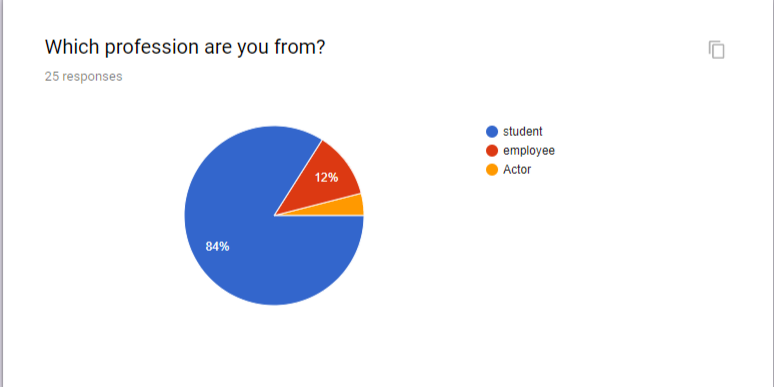 Which profession are you from?
25 responses
student
employee
Actor
12%
84%